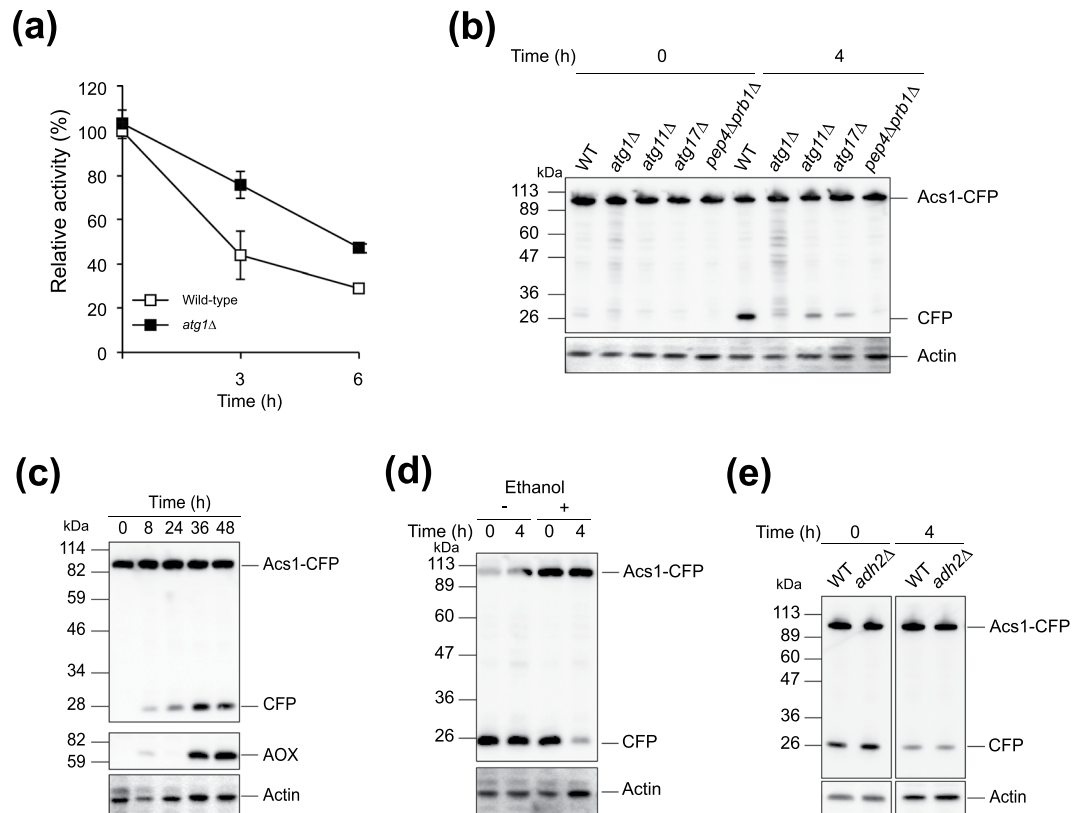 (a)
120
100
80
60
40
20
0
Relative activity (%)
Wild-type
atg1Δ
3
6
Time (h)
(b)
Time (h) 0 4
WT atg1Δ atg11Δ atg17Δ pep4Δprb1Δ WT atg1Δ atg11Δ atg17Δ pep4Δprb1Δ
kDa
113
89
60
47
36
26
Acs1-CFP
CFP
Actin
(c)
Time (h)
kDa 0 8 24 36 48
114
82
59
46
34
28
Acs1-CFP
CFP
82
59
AOX
Actin
(d)
Ethanol
- +
Time (h) 0 4 0 4
kDa
113
89
60
47
36
26
Acs1-CFP
CFP
Actin
(e)
Time (h) 0 4
WT adh2Δ WT adh2Δ
kDa
113
89
60
47
36
26
Acs1-CFP
CFP
Actin